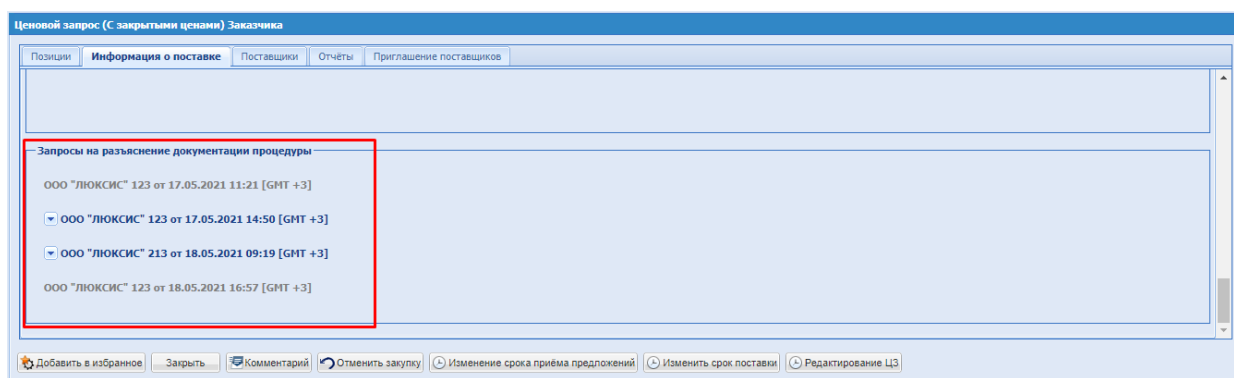 Ценовой запрос (С закрытыми ценами) Заказчика
Позиции Информация о поставке Поставщики Отчёты Приглашение поставщиков
Запросы на разъяснение документации процедуры
ООО "ЛЮКСИС" 123 от 17.05.2021 11:21 [GMT +3]
ООО "ЛЮКСИС" 123 от 17.05.2021 14:50 [GMT +3]
ООО "ЛЮКСИС" 213 от 18.05.2021 09:19 [GMT +3]
ООО "ЛЮКСИС" 123 от 18.05.2021 16:57 [GMT +3]
Добавить в избранное Закрыть Комментарий Отменить закупку Изменение срока приёма предложений Изменить срок поставки Редактирование ЦЗ